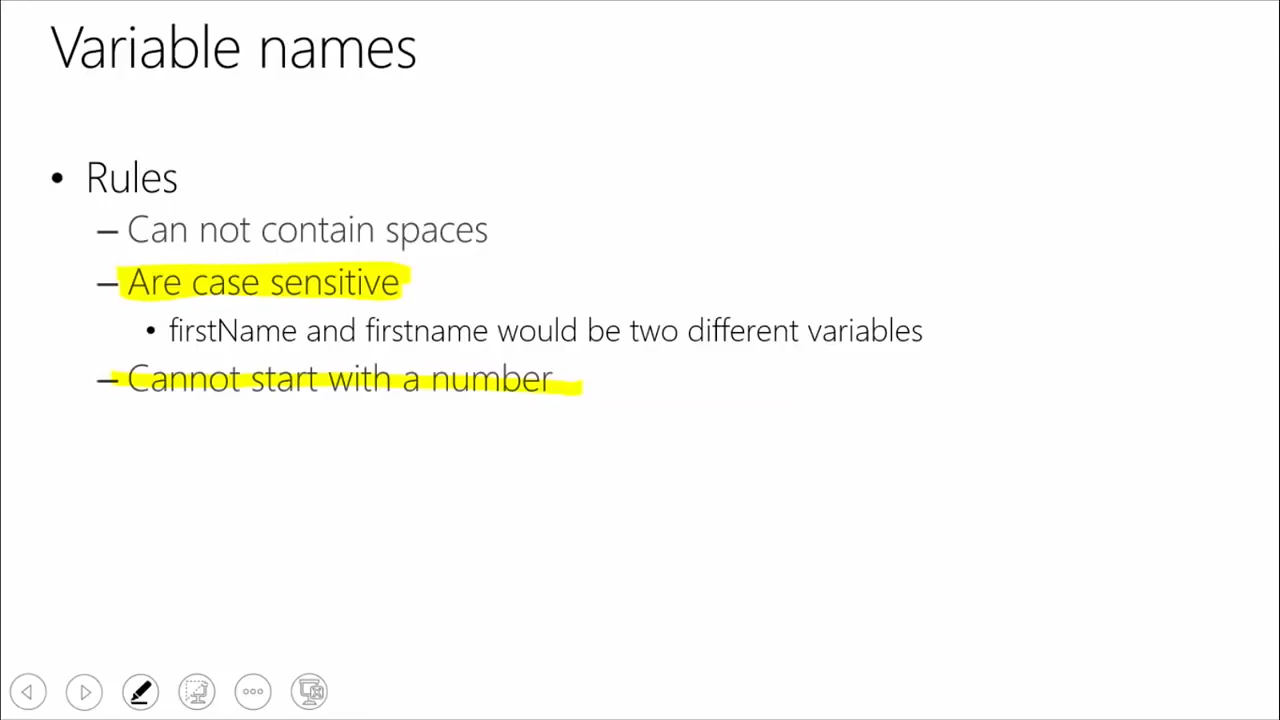 Variable names
• Rules
– Can not contain spaces
– Are case sensitive
• firstName and firstname would be two different variables
– Cannot start with a number